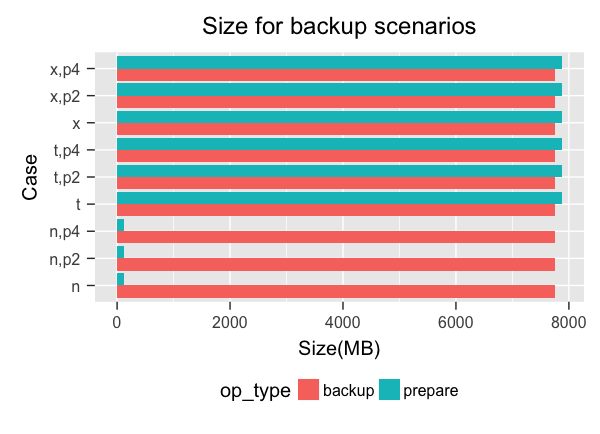 Size for backup scenarios
Case
x,p4
x,p2
x
t,p4
t,p2
t
n,p4
n,p2
n
0 2000 4000 6000 8000
Size(MB)
op_type backup prepare